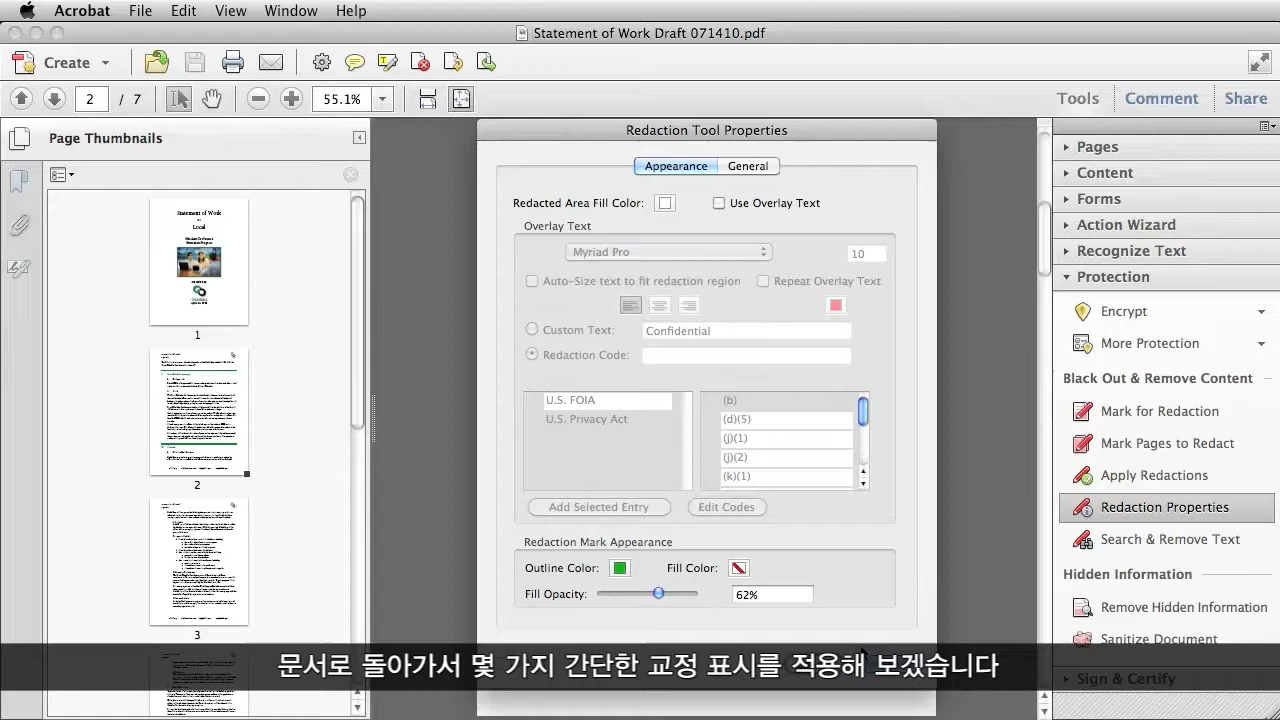 Acrobat File Edit View Window Help
Statement of Work Draft 071410.pdf
Create
2 / 7 55.1% Tools Comment Share
Page Thumbnails
Statement of Work
Local
1
2
3
Redaction Tool Properties
Appearance General
Redacted Area Fill Color: Use Overlay Text
Overlay Text
Myriad Pro 10
Auto-Size text to fit redaction region Repeat Overlay Text
Custom Text: Confidential
Redaction Code:
U.S. FOIA (b)
U.S. Privacy Act (d)(5)
(j)(1)
(j)(2)
(k)(1)
Add Selected Entry Edit Codes
Redaction Mark Appearance
Outline Color: Fill Color:
Fill Opacity: 62%
Pages
Content
Forms
Action Wizard
Recognize Text
Protection
Encrypt
More Protection
Black Out & Remove Content
Mark for Redaction
Mark Pages to Redact
Apply Redactions
Redaction Properties
Search & Remove Text
Hidden Information
Remove Hidden Information
Sanitize Document
Sign & Certify
문서로 돌아가서 몇 가지 간단한 교정 표시를 적용해 보겠습니다